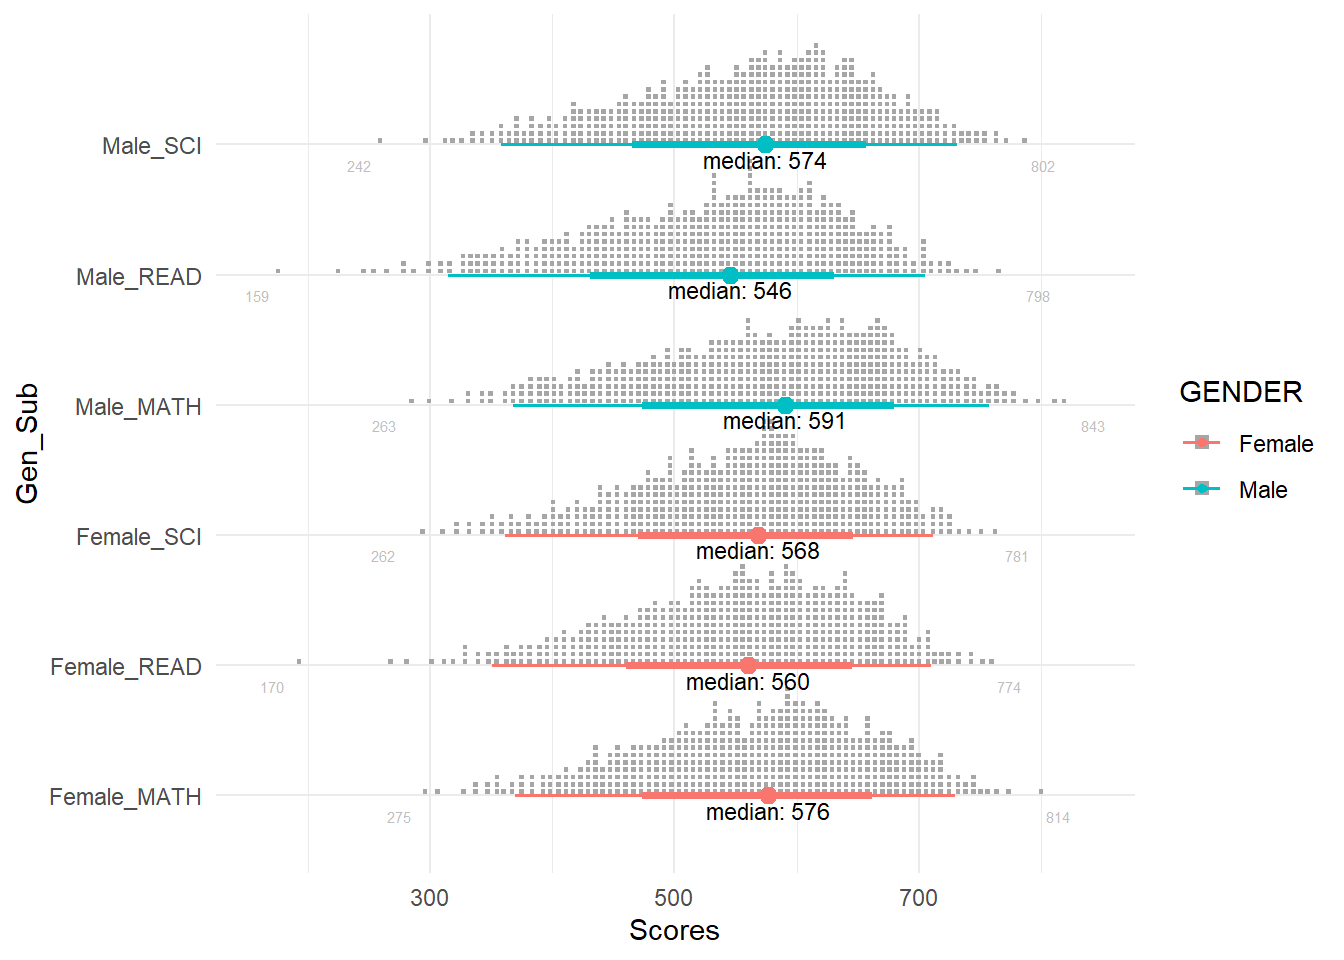 Male_SCI
242
median: 574
802
Male_READ
159
median: 546
798
Male_MATH
263
median: 591
843
Female_SCI
262
median: 568
781
Female_READ
170
median: 560
774
Female_MATH
275
median: 576
814
300
500
700
Scores
Gen_Sub
GENDER
Female
Male